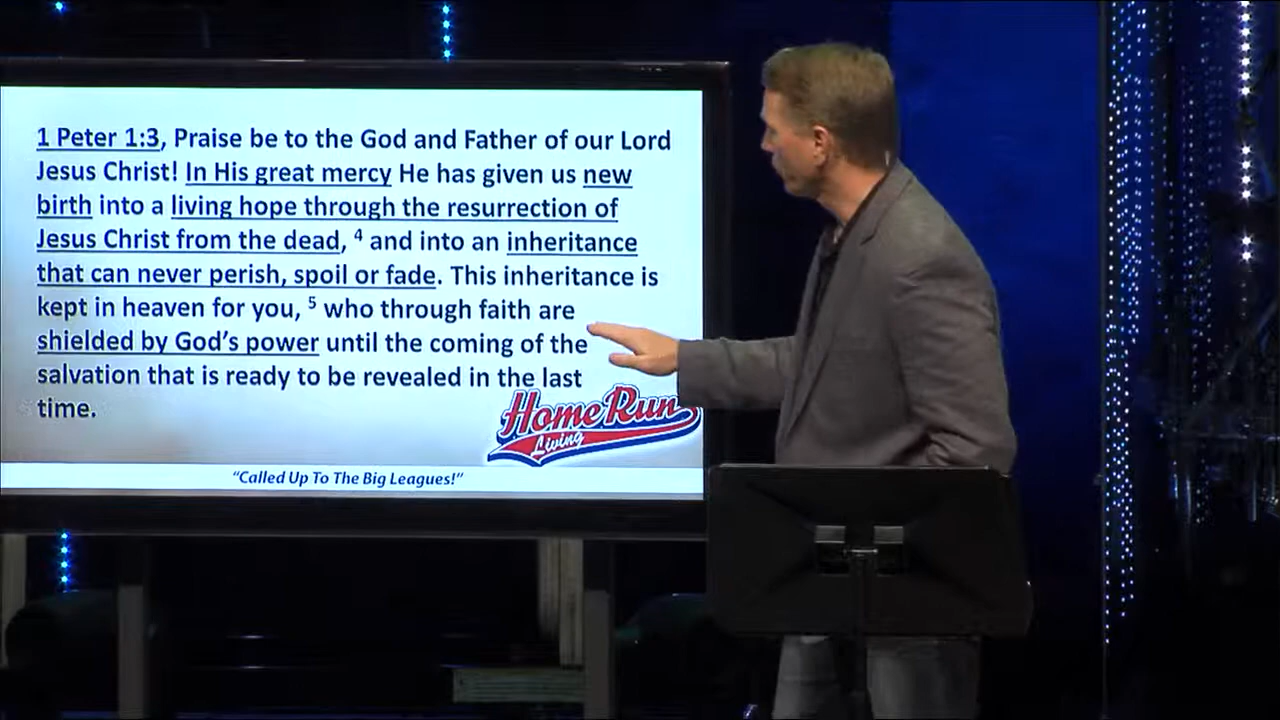 1 Peter 1:3, Praise be to the God and Father of our Lord
Jesus Christ! In His great mercy He has given us new
birth into a living hope through the resurrection of
Jesus Christ from the dead, ⁴ and into an inheritance
that can never perish, spoil or fade. This inheritance is
kept in heaven for you, ⁵ who through faith are
shielded by God’s power until the coming of the
salvation that is ready to be revealed in the last
time.
Home Run
Living
“Called Up To The Big Leagues!”